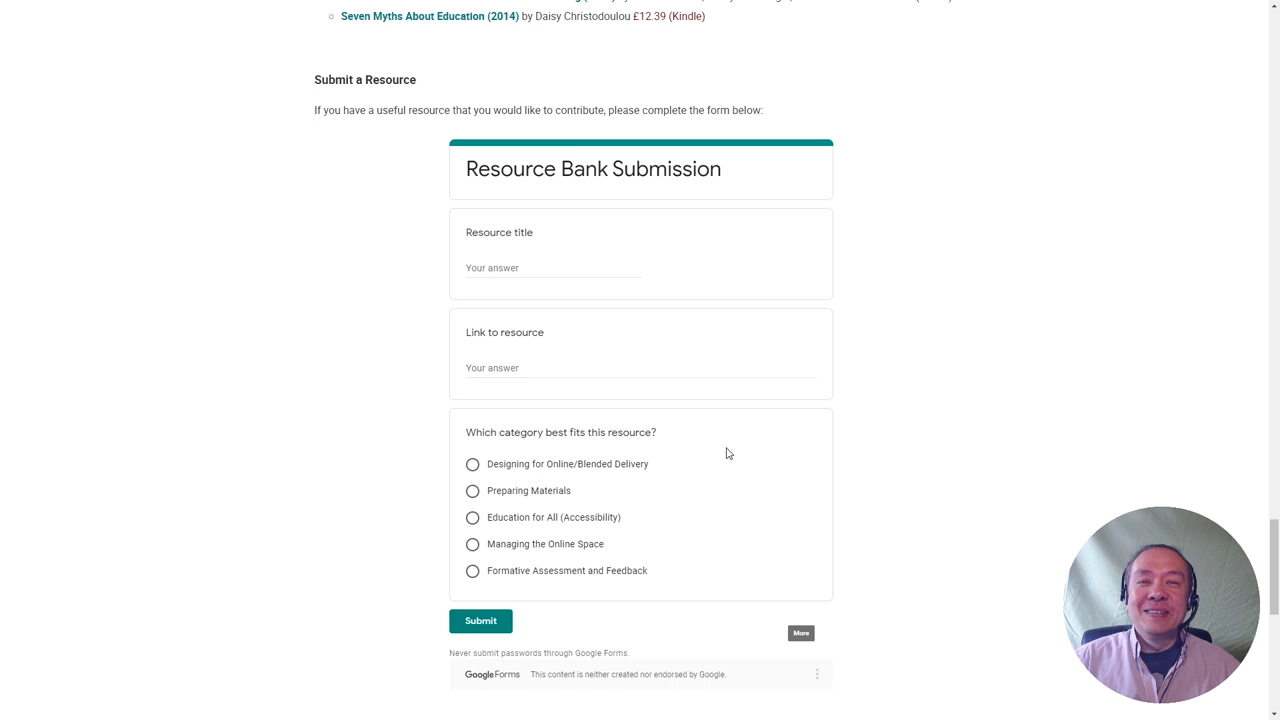 Seven Myths About Education (2014) by Daisy Christodoulou £12.39 (Kindle)
Submit a Resource
If you have a useful resource that you would like to contribute, please complete the form below:
Resource Bank Submission
Resource title
Your answer
Link to resource
Your answer
Which category best fits this resource?
Designing for Online/Blended Delivery
Preparing Materials
Education for All (Accessibility)
Managing the Online Space
Formative Assessment and Feedback
Submit
More
Never submit passwords through Google Forms.
Google Forms This content is neither created nor endorsed by Google.